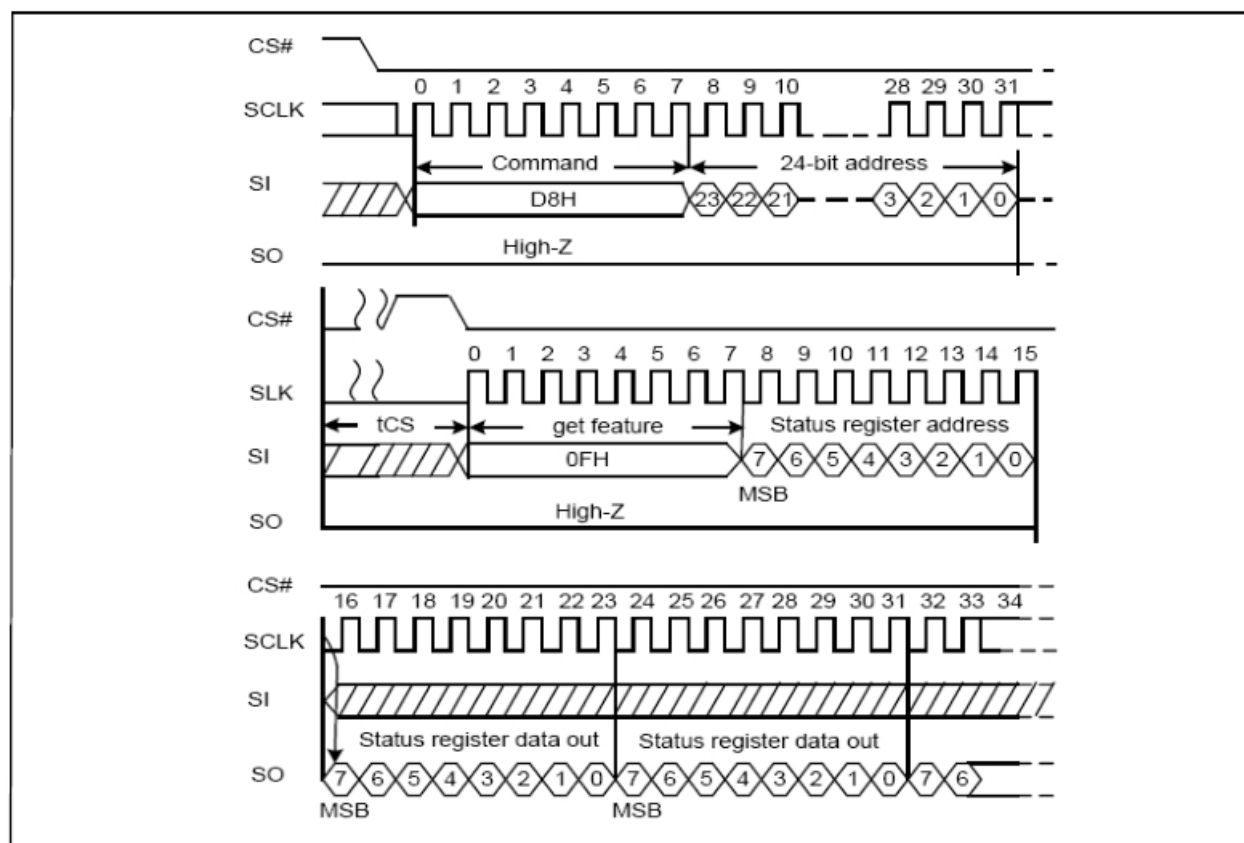 CS#
0 1 2 3 4 5 6 7 8 9 10 28 29 30 31
SCLK
Command 24-bit address
SI
D8H 23 22 21 3 2 1 0
High-Z
SO
CS#
0 1 2 3 4 5 6 7 8 9 10 11 12 13 14 15
SLK
tCS get feature Status register address
SI
0FH 7 6 5 4 3 2 1 0
MSB
High-Z
SO
CS#
16 17 18 19 20 21 22 23 24 25 26 27 28 29 30 31 32 33 34
SCLK
SI
Status register data out Status register data out
SO 7 6 5 4 3 2 1 0 7 6 5 4 3 2 1 0 7 6
MSB MSB